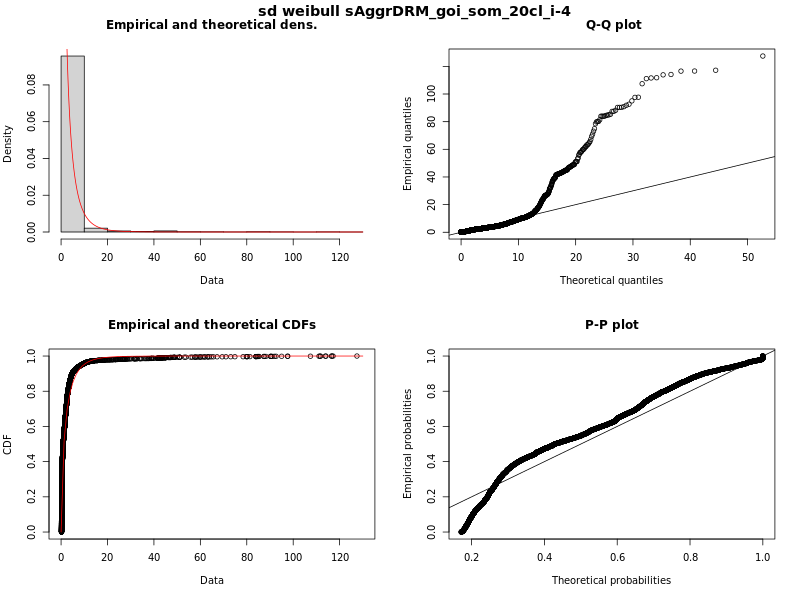 sd weibull sAggrDRM_goi_som_20cl_i-4
Empirical and theoretical dens.
Density
0.00 0.02 0.04 0.06 0.08
0 20 40 60 80 100 120
Data
Q-Q plot
Empirical quantiles
0 20 40 60 80 100
0 10 20 30 40 50
Theoretical quantiles
Empirical and theoretical CDFs
CDF
0.0 0.2 0.4 0.6 0.8 1.0
0 20 40 60 80 100 120
Data
P-P plot
Empirical probabilities
0.0 0.2 0.4 0.6 0.8 1.0
0.2 0.4 0.6 0.8 1.0
Theoretical probabilities